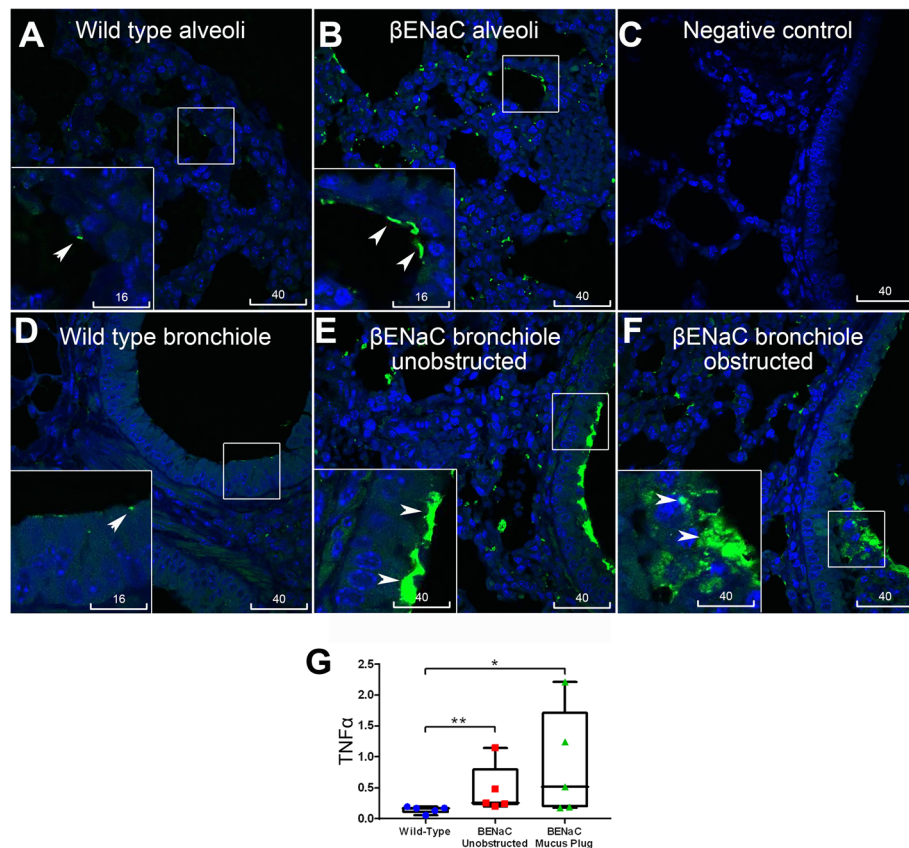 A Wild type alveoli
16
40
B βENaC alveoli
16
40
C Negative control
40
D Wild type bronchiole
16
40
E βENaC bronchiole
unobstructed
40
40
F βENaC bronchiole
obstructed
40
40
G
TNFα
2.5
2.0
1.5
1.0
0.5
0.0
*
**
Wild-Type
BENaC
Unobstructed
BENaC
Mucus Plug